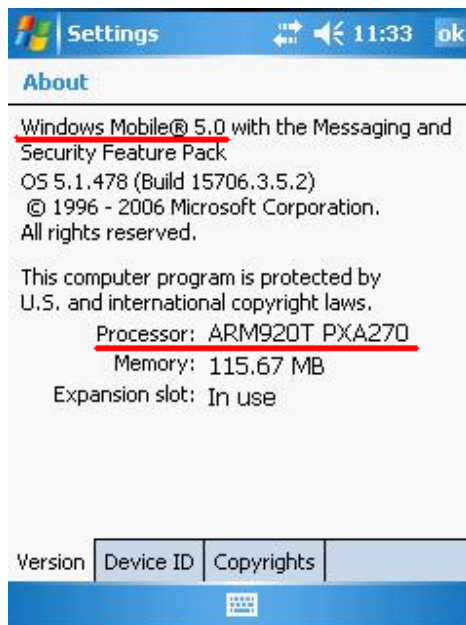 Settings 11:33 ok
About
Windows Mobile® 5.0 with the Messaging and
Security Feature Pack
OS 5.1.478 (Build 15706.3.5.2)
© 1996 - 2006 Microsoft Corporation.
All rights reserved.
This computer program is protected by
U.S. and international copyright laws.
Processor: ARM920T PXA270
Memory: 115.67 MB
Expansion slot: In use
Version Device ID Copyrights